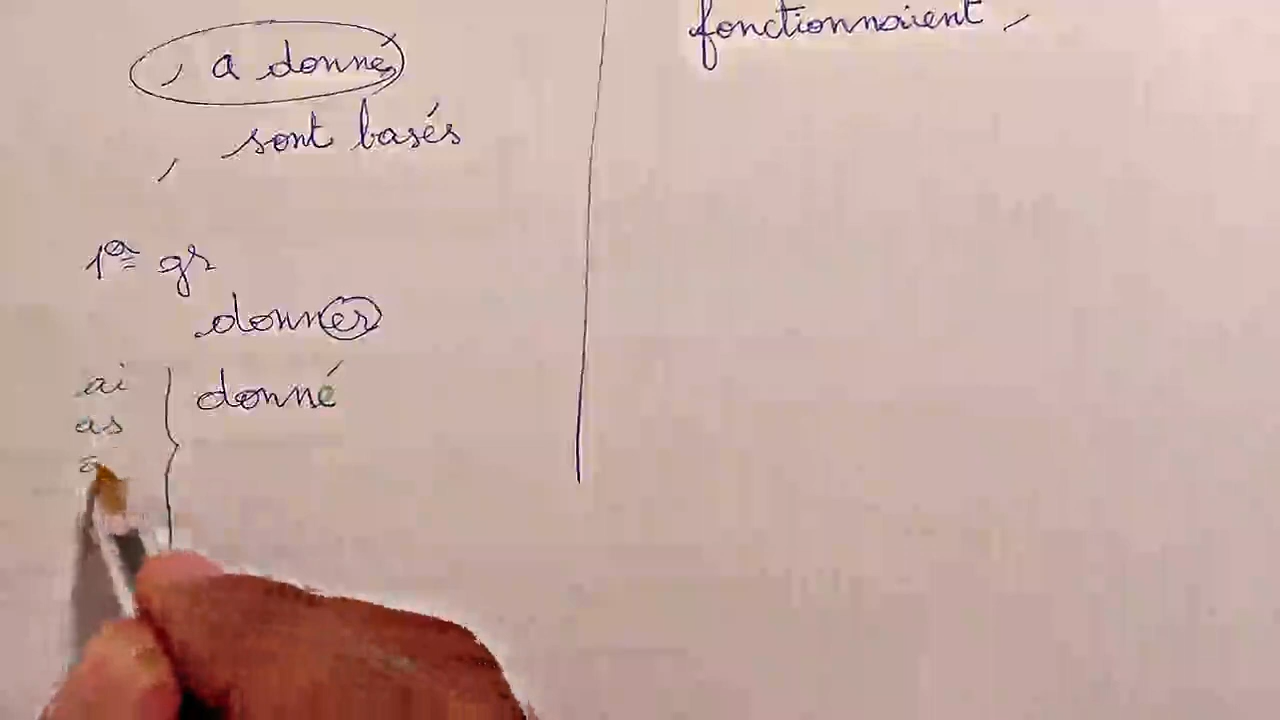 , a donné,
, sont basés
1er gr
donner
ai
as
a
donné
fonctionnaient,